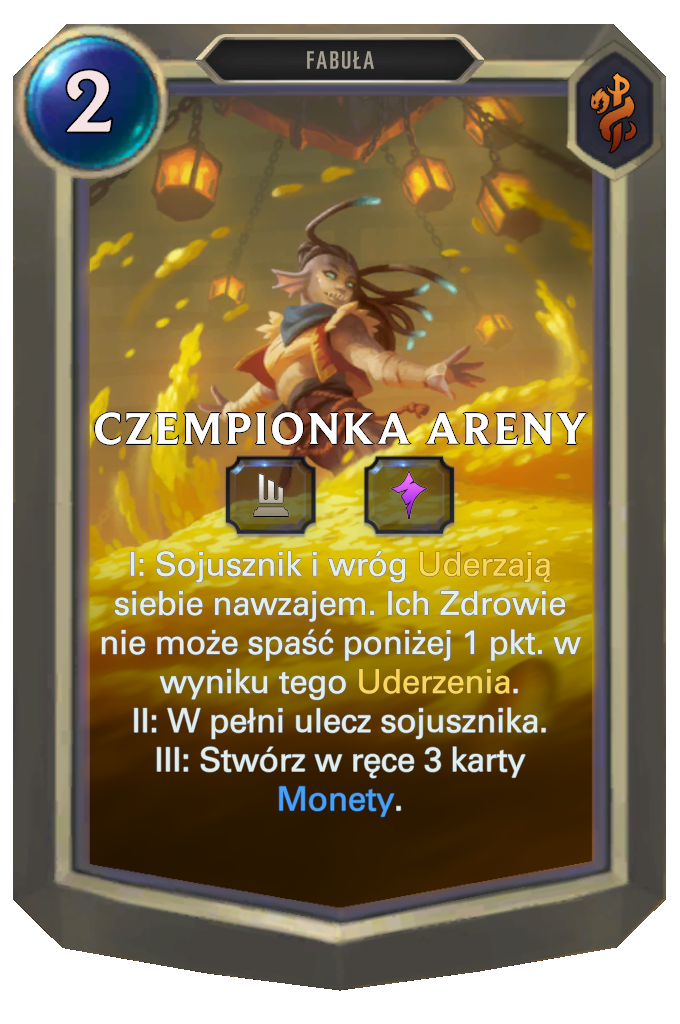 2
FABUŁA
CZEMPIONKA ARENY
I: Sojusznik i wróg Uderzają
siebie nawzajem. Ich Zdrowie
nie może spaść poniżej 1 pkt. w
wyniku tego Uderzenia.
II: W pełni ulecz sojusznika.
III: Stwórz w ręce 3 karty
Monety.